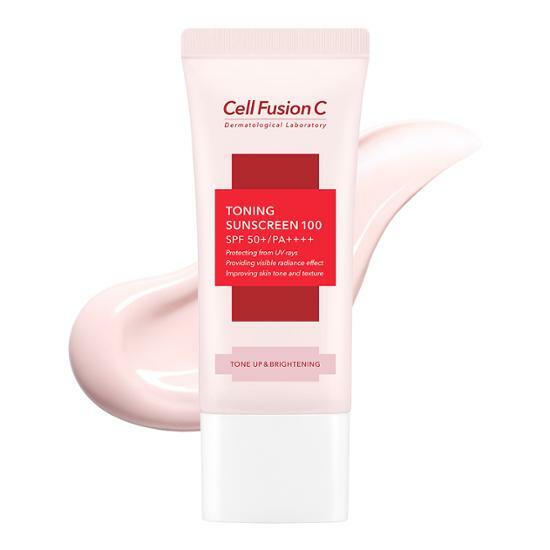 Cell Fusion C
Dermatological Laboratory
TONING
SUNSCREEN 100
SPF 50+/PA++++
Protecting from UV rays
Providing visible radiance effect
Improving skin tone and texture
TONE UP & BRIGHTENING